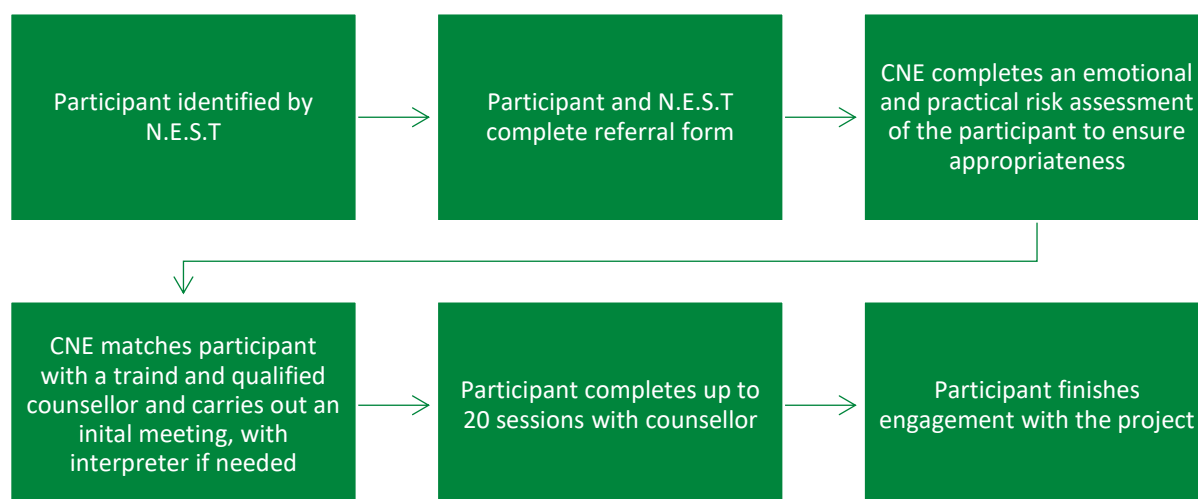 Participant identified by
N.E.S.T
Participant and N.E.S.T
complete referral form
CNE completes an emotional
and practical risk assessment
of the participant to ensure
appropriateness
CNE matches participant
with a traind and qualified
counsellor and carries out an
inital meeting, with
interpreter if needed
Participant completes up to
20 sessions with counsellor
Participant finishes
engagement with the project